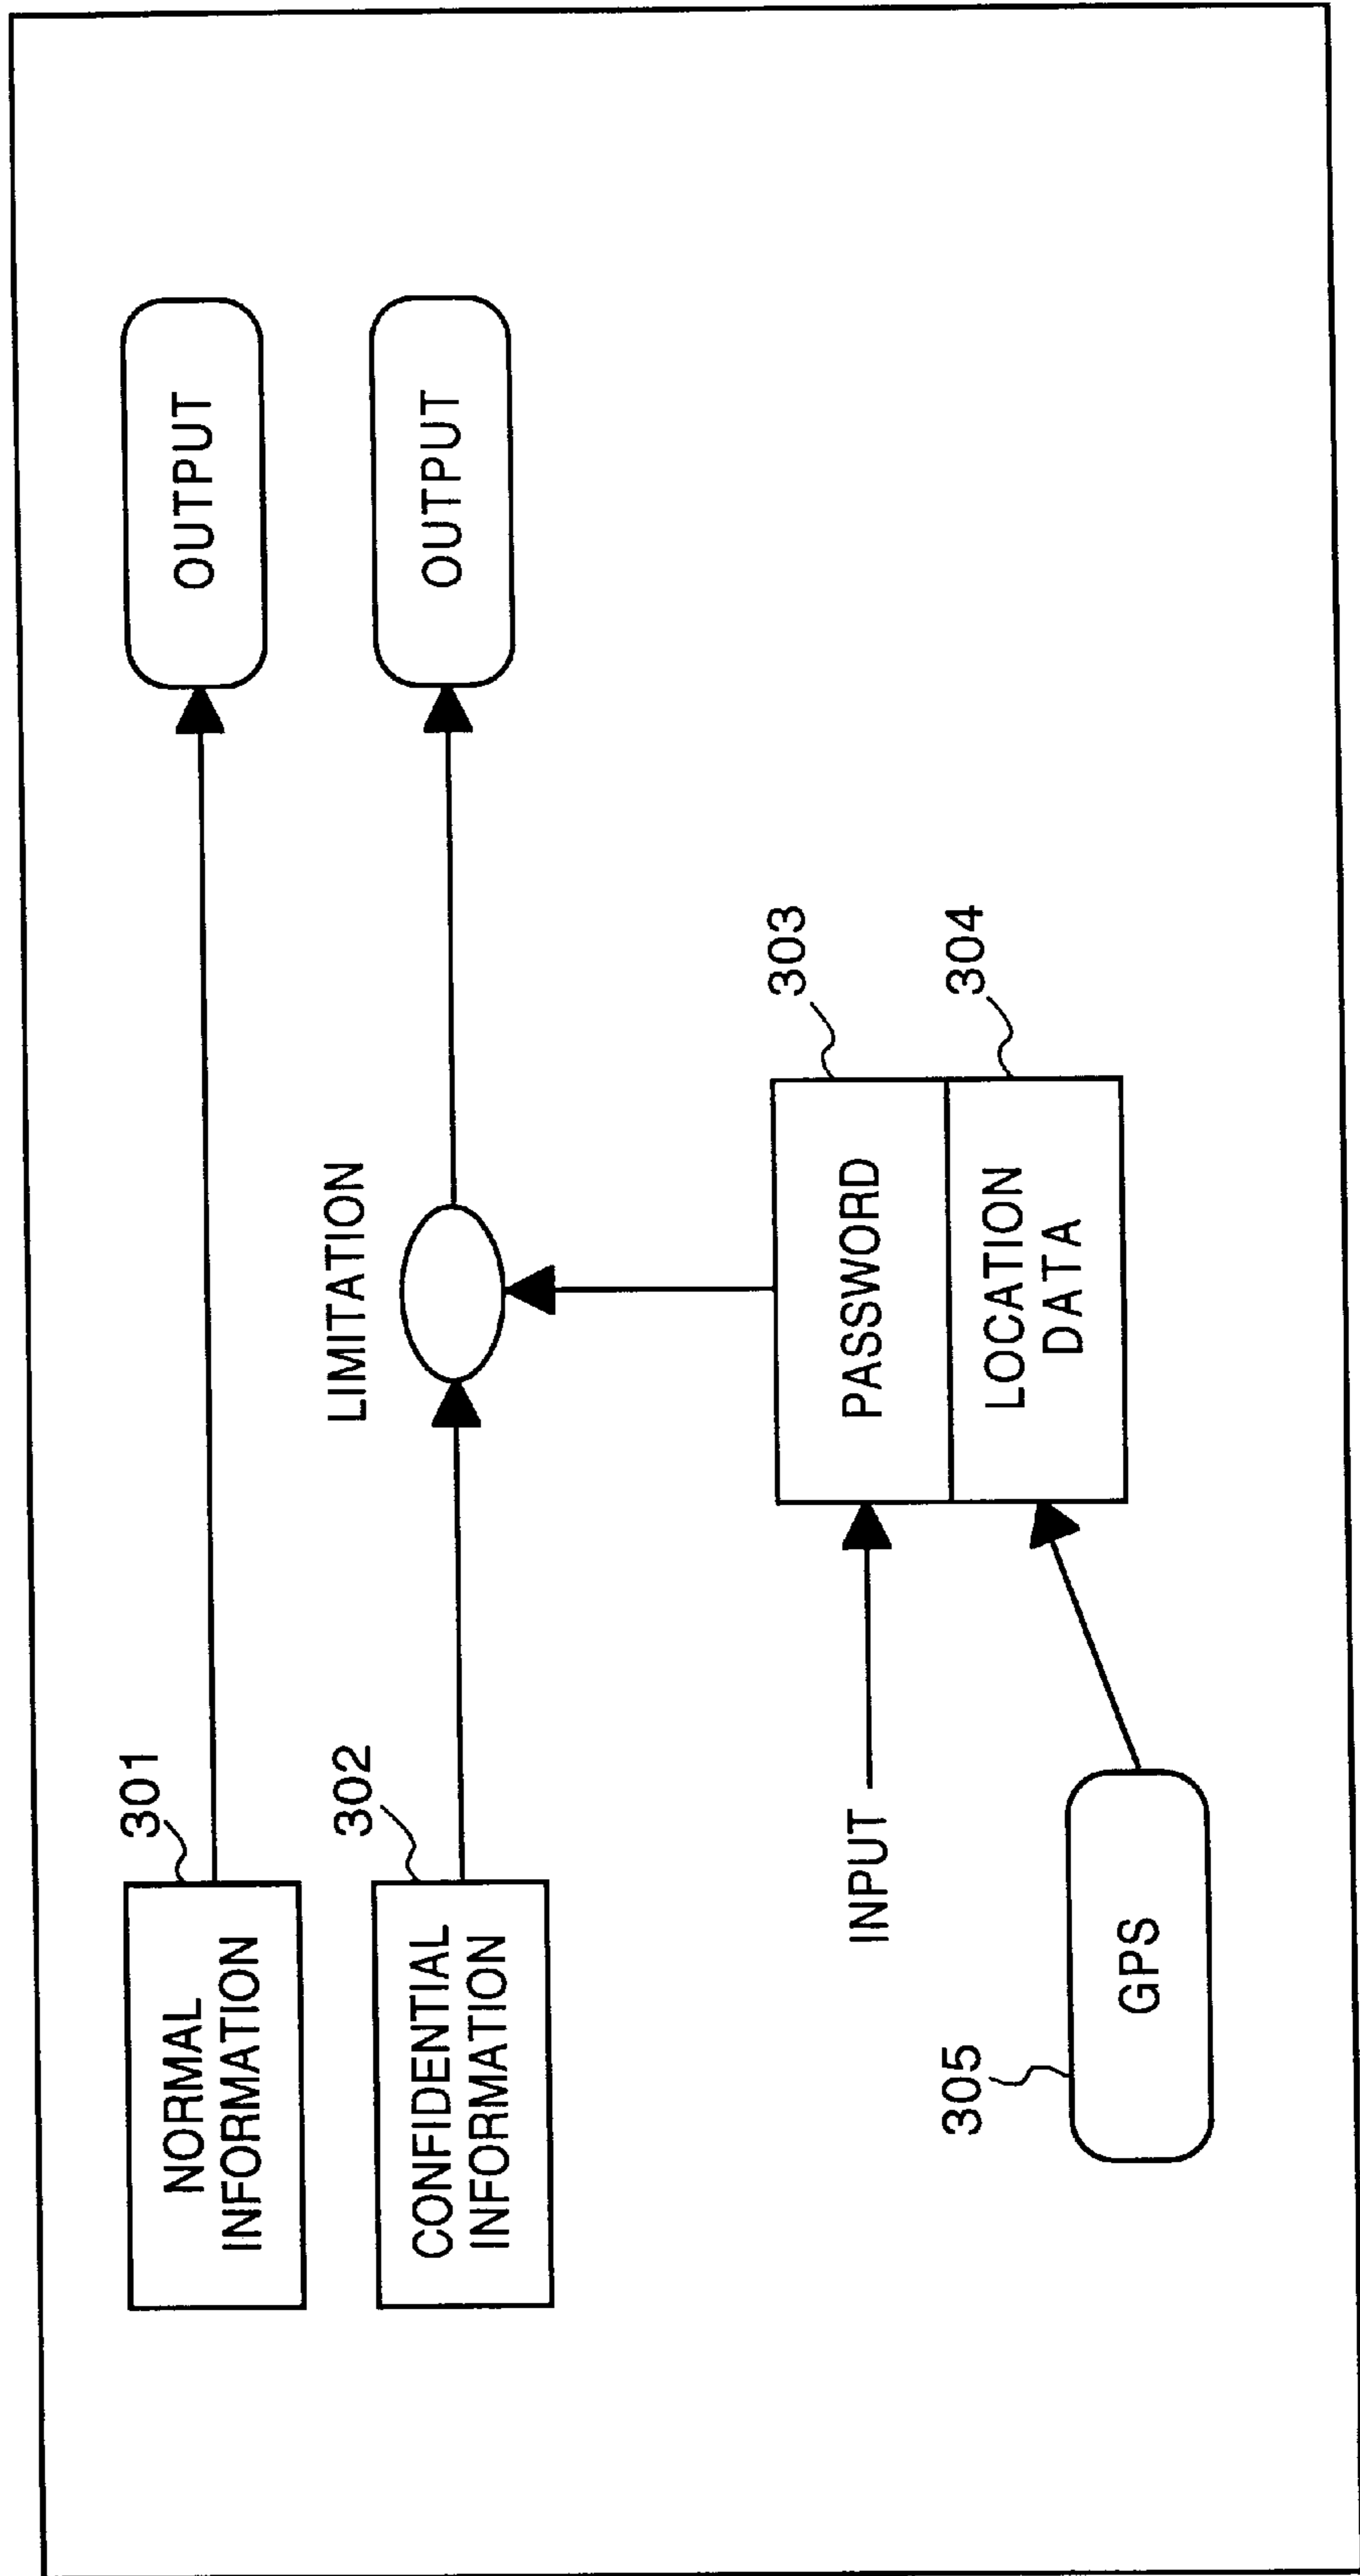 301
NORMAL
INFORMATION
OUTPUT
302
CONFIDENTIAL
INFORMATION
LIMITATION
OUTPUT
INPUT
PASSWORD
303
LOCATION
DATA
304
305
GPS